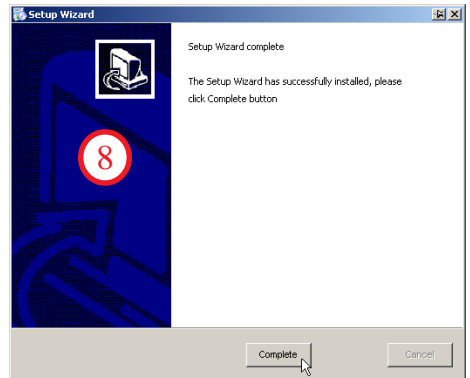 Setup Wizard
Setup Wizard complete
The Setup Wizard has successfully installed, please
click Complete button
8
Complete
Cancel